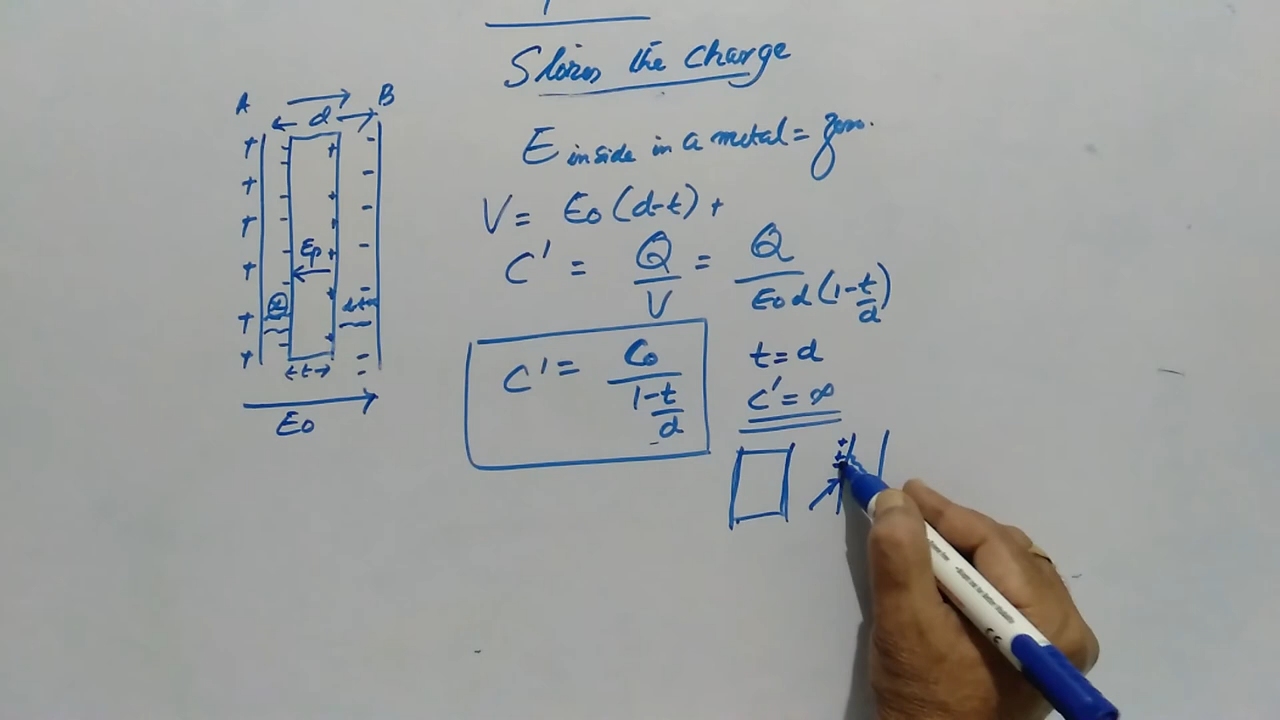 Stores the charge
A d B
E inside in a metal = zero.
V = E0 (d-t) +
C' = Q/V = Q/E0d(1-t/d)
Ep
t
E0
C' = C0/1-t/d
t = d
C' = ∞